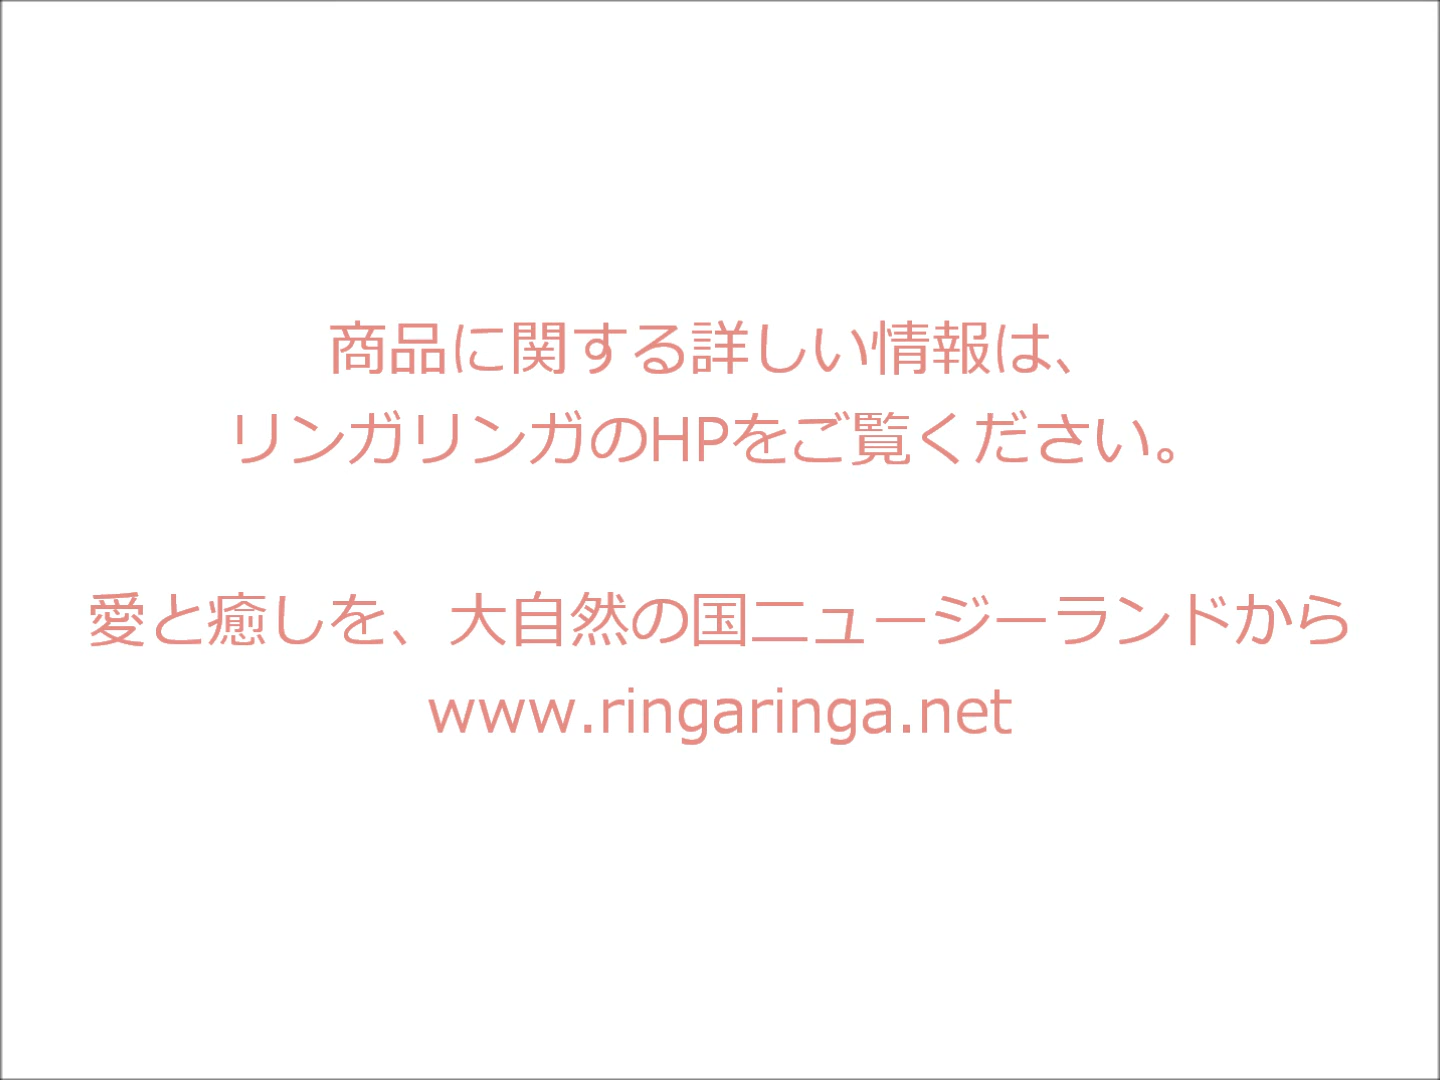 商品に関する詳しい情報は、
リンガリンガのHPをご覧ください。
愛と癒しを、大自然の国ニュージーランドから
www.ringaringa.net